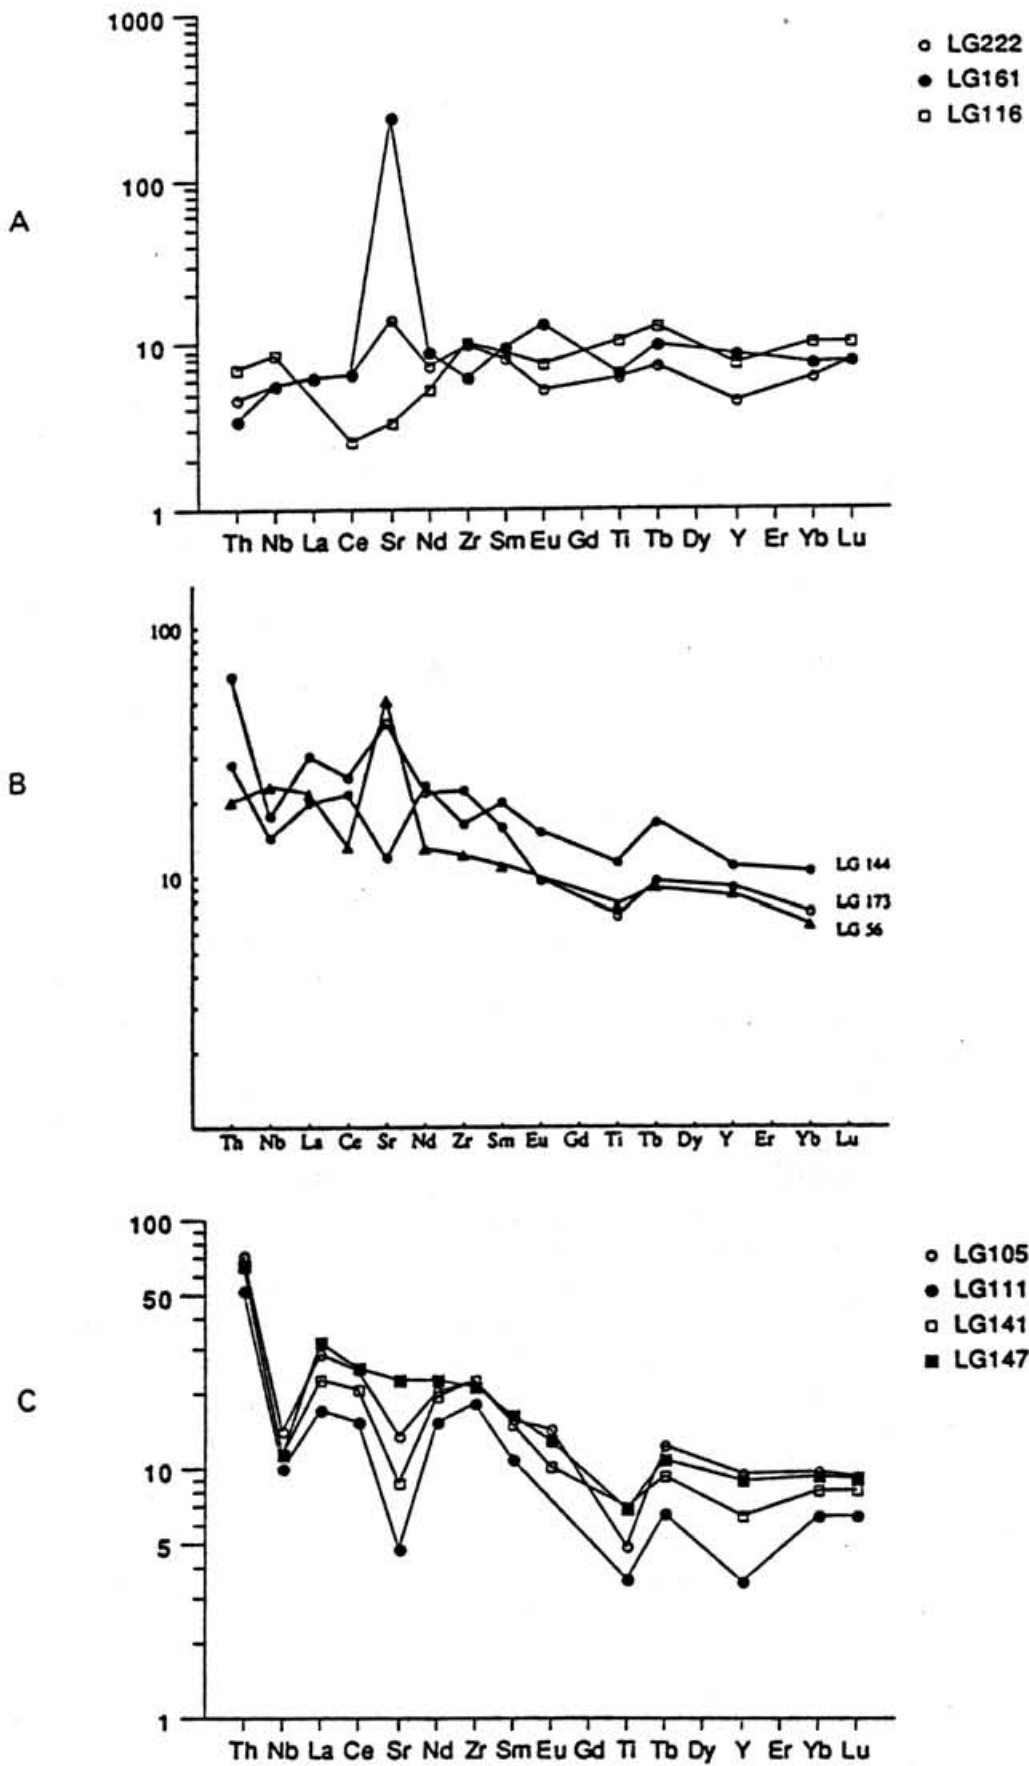 1000
100
10
1
A
LG222
LG161
LG116
Th Nb La Ce Sr Nd Zr Sm Eu Gd Ti Tb Dy Y Er Yb Lu
100
10
B
LG 144
LG 173
LG 56
Th Nb La Ce Sr Nd Zr Sm Eu Gd Ti Tb Dy Y Er Yb Lu
100
50
10
5
1
C
LG105
LG111
LG141
LG147
Th Nb La Ce Sr Nd Zr Sm Eu Gd Ti Tb Dy Y Er Yb Lu